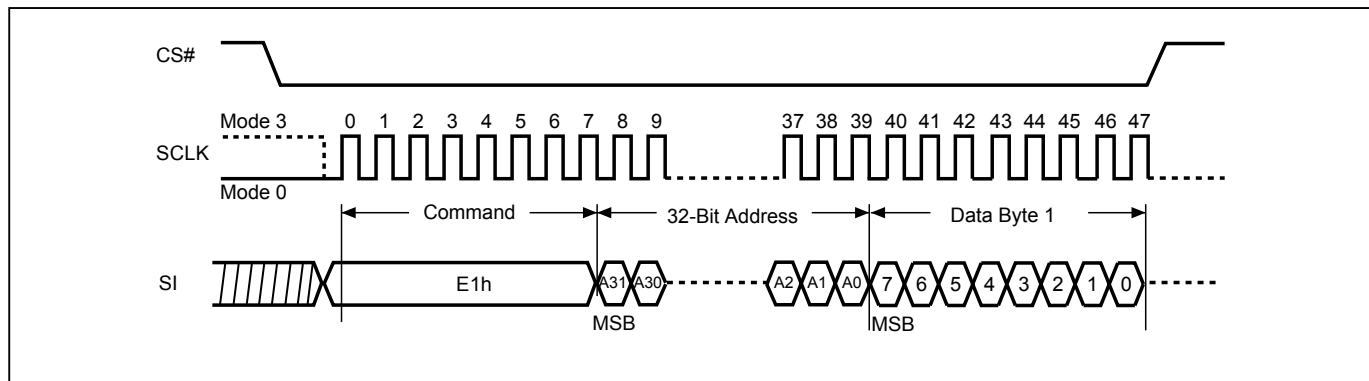 CS#
Mode 3
0 1 2 3 4 5 6 7 8 9 37 38 39 40 41 42 43 44 45 46 47
SCLK
Mode 0
Command 32-Bit Address Data Byte 1
SI E1h A31 A30 A2 A1 A0 7 6 5 4 3 2 1 0
MSB MSB